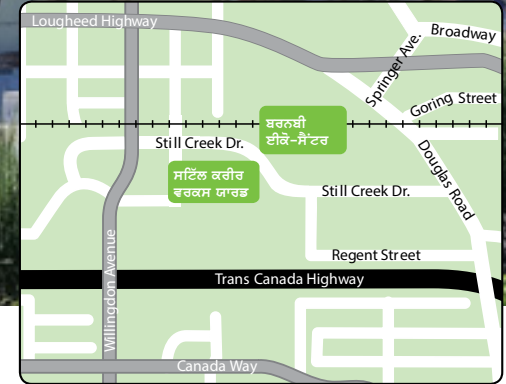 Lougheed Highway
Broadway
Springer Ave.
Goring Street
ਬਰਨਬੀ
ਈਕੋ-ਸੈਂਟਰ
Still Creek Dr.
ਸਟਿੱਲ ਕਰੀਰ
ਵਰਕਸ ਯਾਰਡ
Still Creek Dr.
Douglas Road
Regent Street
Willingdon Avenue
Trans Canada Highway
Canada Way